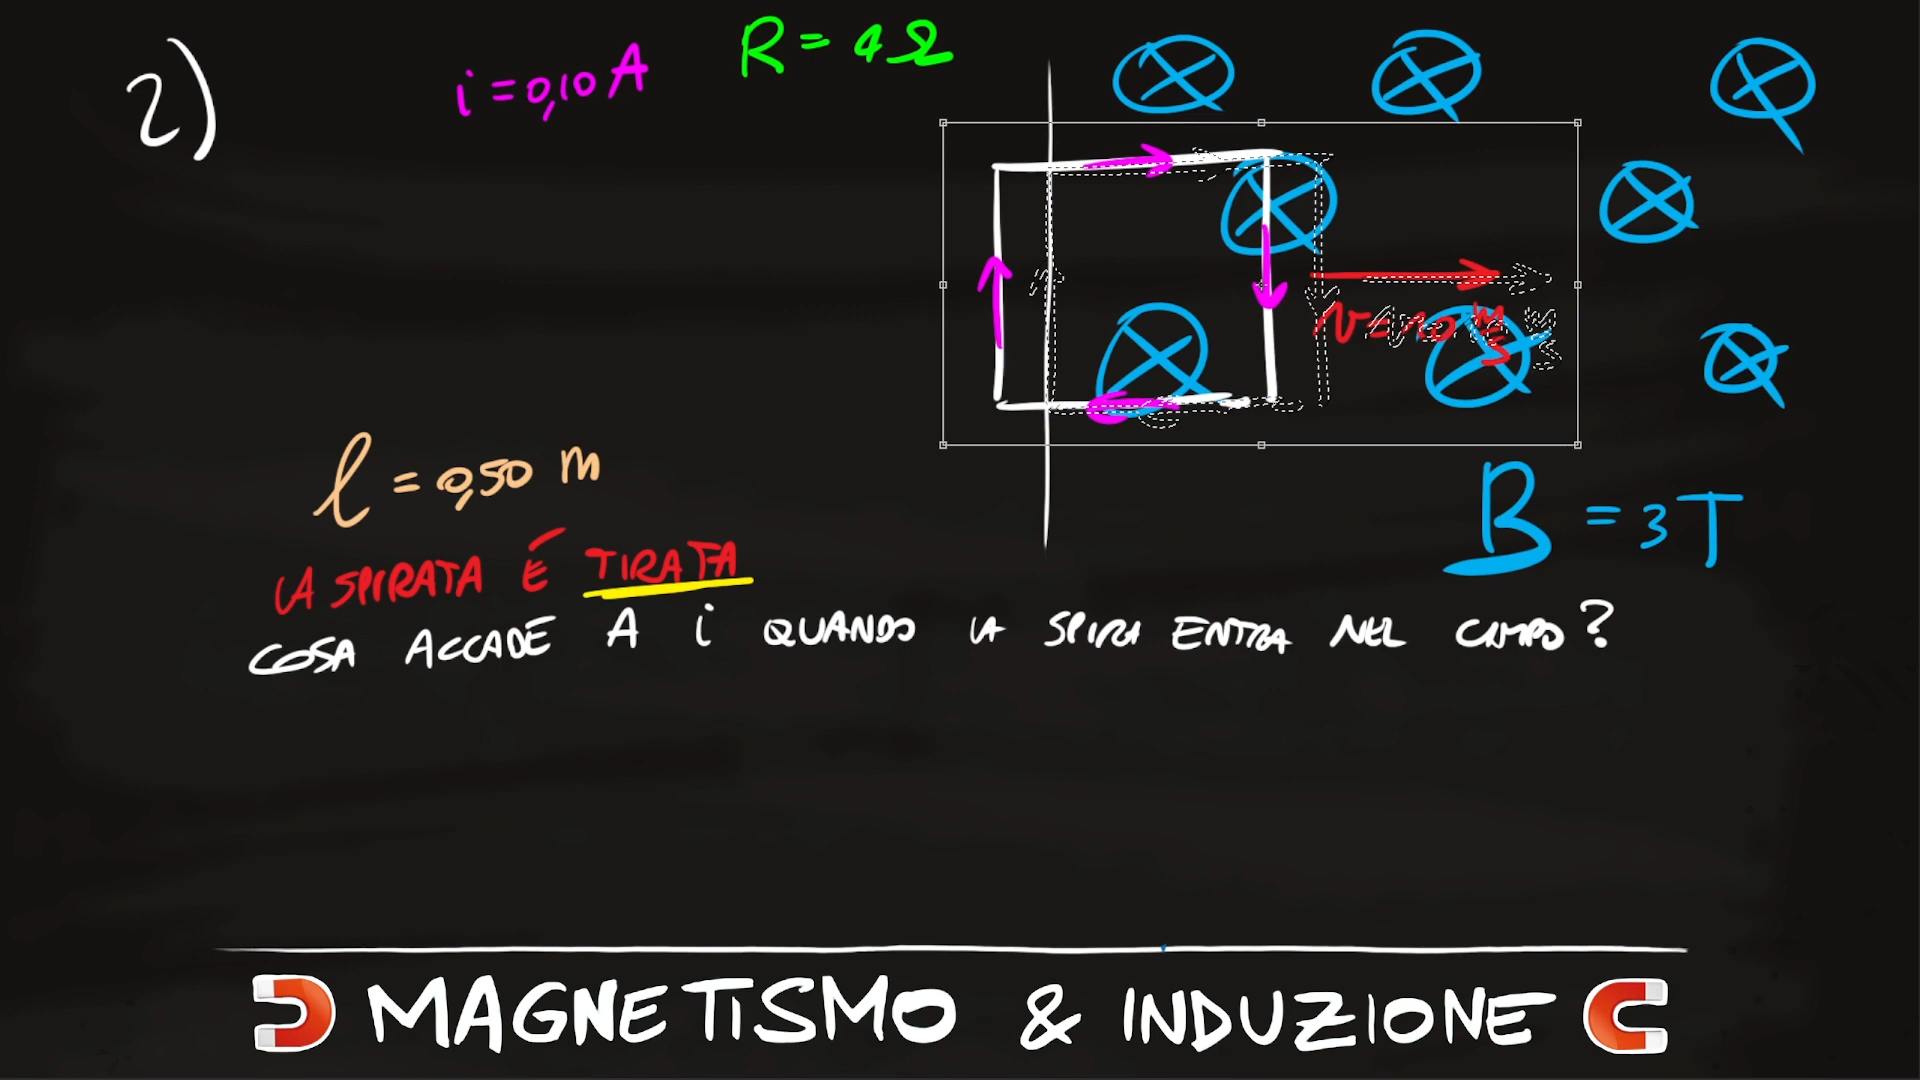 2)
i = 0,10 A
R = 4 Ω
v = 10 m/s
l = 0,50 m
B = 3 T
LA SPIRATA É TIRATA
COSA ACCADE A i QUANDO LA SPIRA ENTRA NEL CAMPO?
MAGNETISMO & INDUZIONE